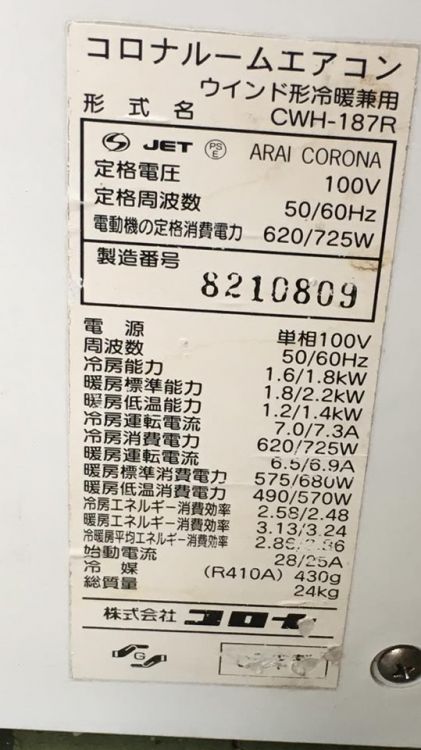 コロナルームエアコン
ウインド形冷暖兼用
形式名 CWH-187R
JET PSE ARAI CORONA
定格電圧 100V
定格周波数 50/60Hz
電動機の定格消費電力 620/725W
製造番号
8210809
電源 単相100V
周波数 50/60Hz
冷房能力 1.6/1.8kW
暖房標準能力 1.8/2.2kW
暖房低温能力 1.2/1.4kW
冷房運転電流 7.0/7.3A
冷房消費電力 620/725W
暖房運転電流 6.5/6.9A
暖房標準消費電力 575/680W
暖房低温消費電力 490/570W
冷房エネルギー消費効率 2.58/2.48
暖房エネルギー消費効率 3.13/3.24
冷暖房平均エネルギー消費効率 2.86/2.86
始動電流 28/25A
冷媒 (R410A) 430g
総質量 24kg
株式会社 コロナ
G